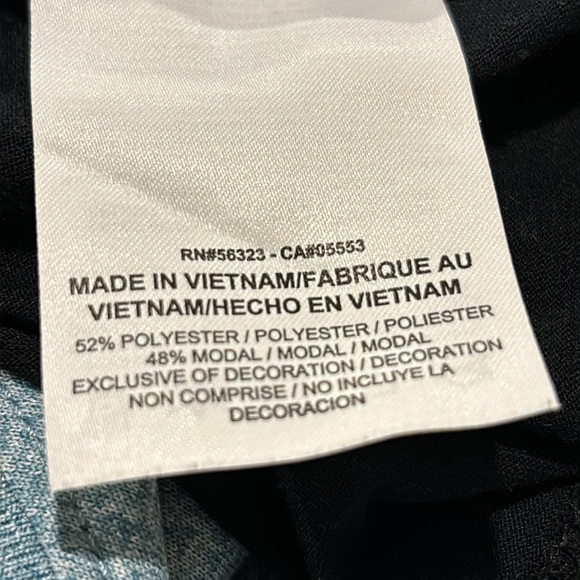 RN#56323 - CA#05553
MADE IN VIETNAM/FABRIQUE AU
VIETNAM/HECHO EN VIETNAM
52% POLYESTER / POLYESTER / POLIESTER
48% MODAL / MODAL / MODAL
EXCLUSIVE OF DECORATION / DECORATION
NON COMPRISE / NO INCLUYE LA
DECORACION